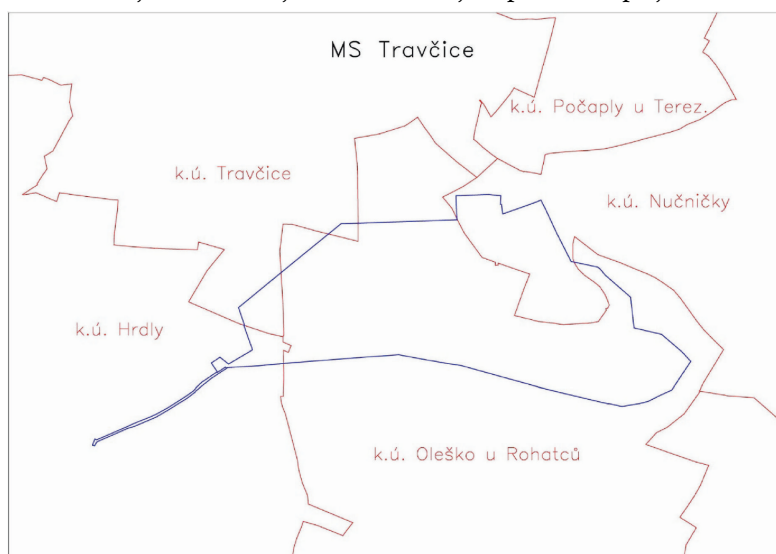 MS Travčice
k.ú. Počaply u Terez.
k.ú. Travčice
k.ú. Nučničky
k.ú. Hrdly
k.ú. Oleško u Rohatců